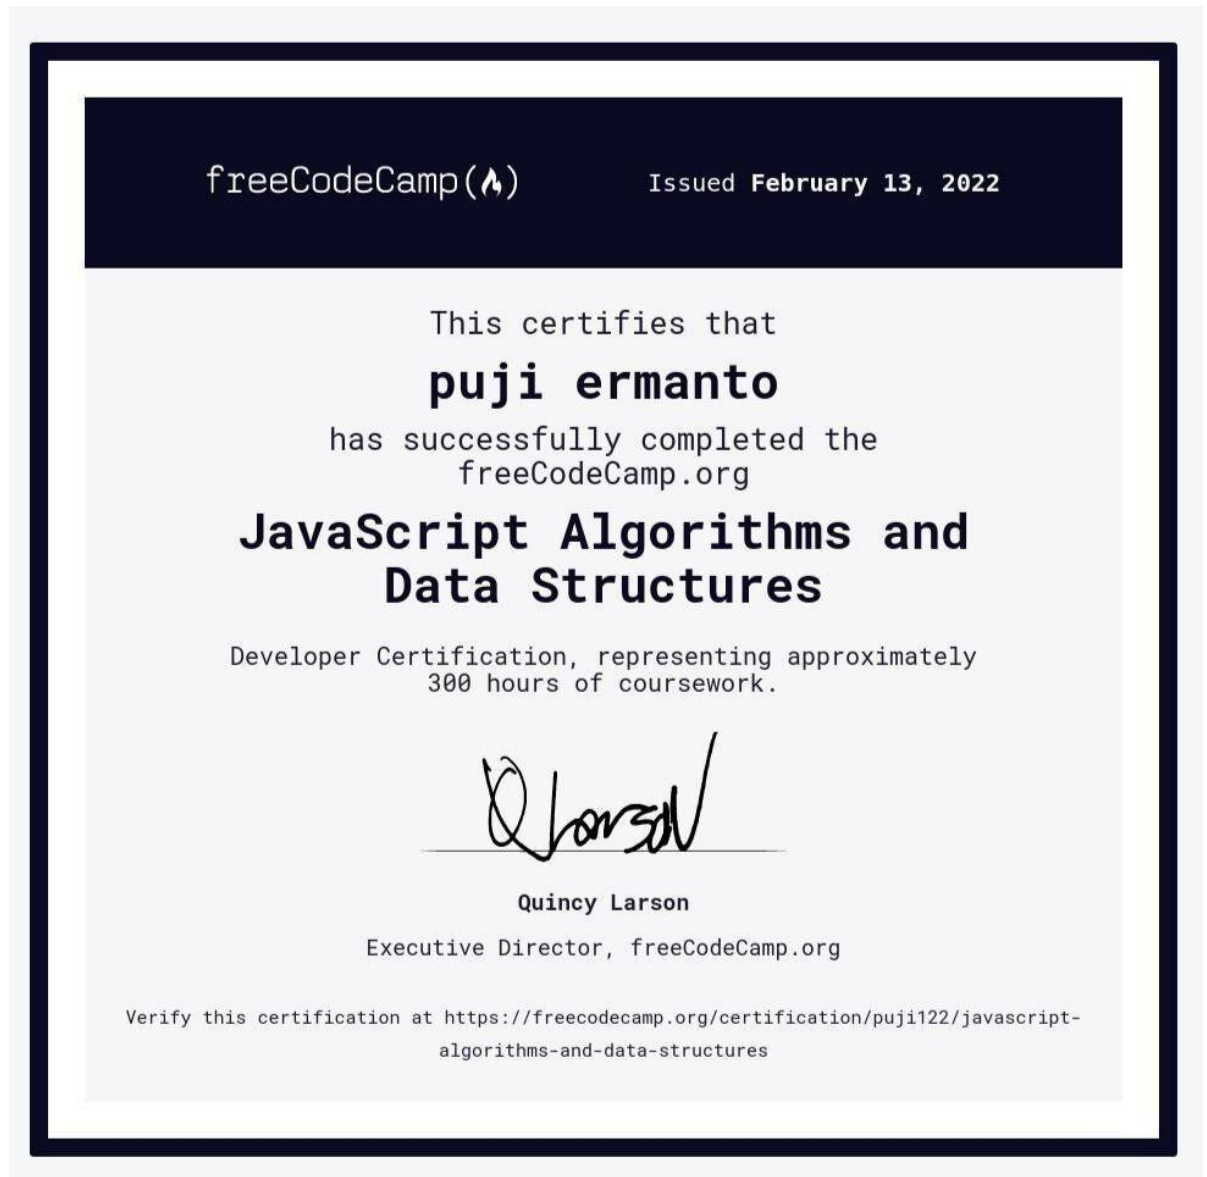 freeCodeCamp(🔥)
Issued February 13, 2022
This certifies that
puji ermanto
has successfully completed the
freeCodeCamp.org
JavaScript Algorithms and
Data Structures
Developer Certification, representing approximately
300 hours of coursework.
Q Larson
Quincy Larson
Executive Director, freeCodeCamp.org
Verify this certification at https://freecodecamp.org/certification/puji122/javascript-
algorithms-and-data-structures